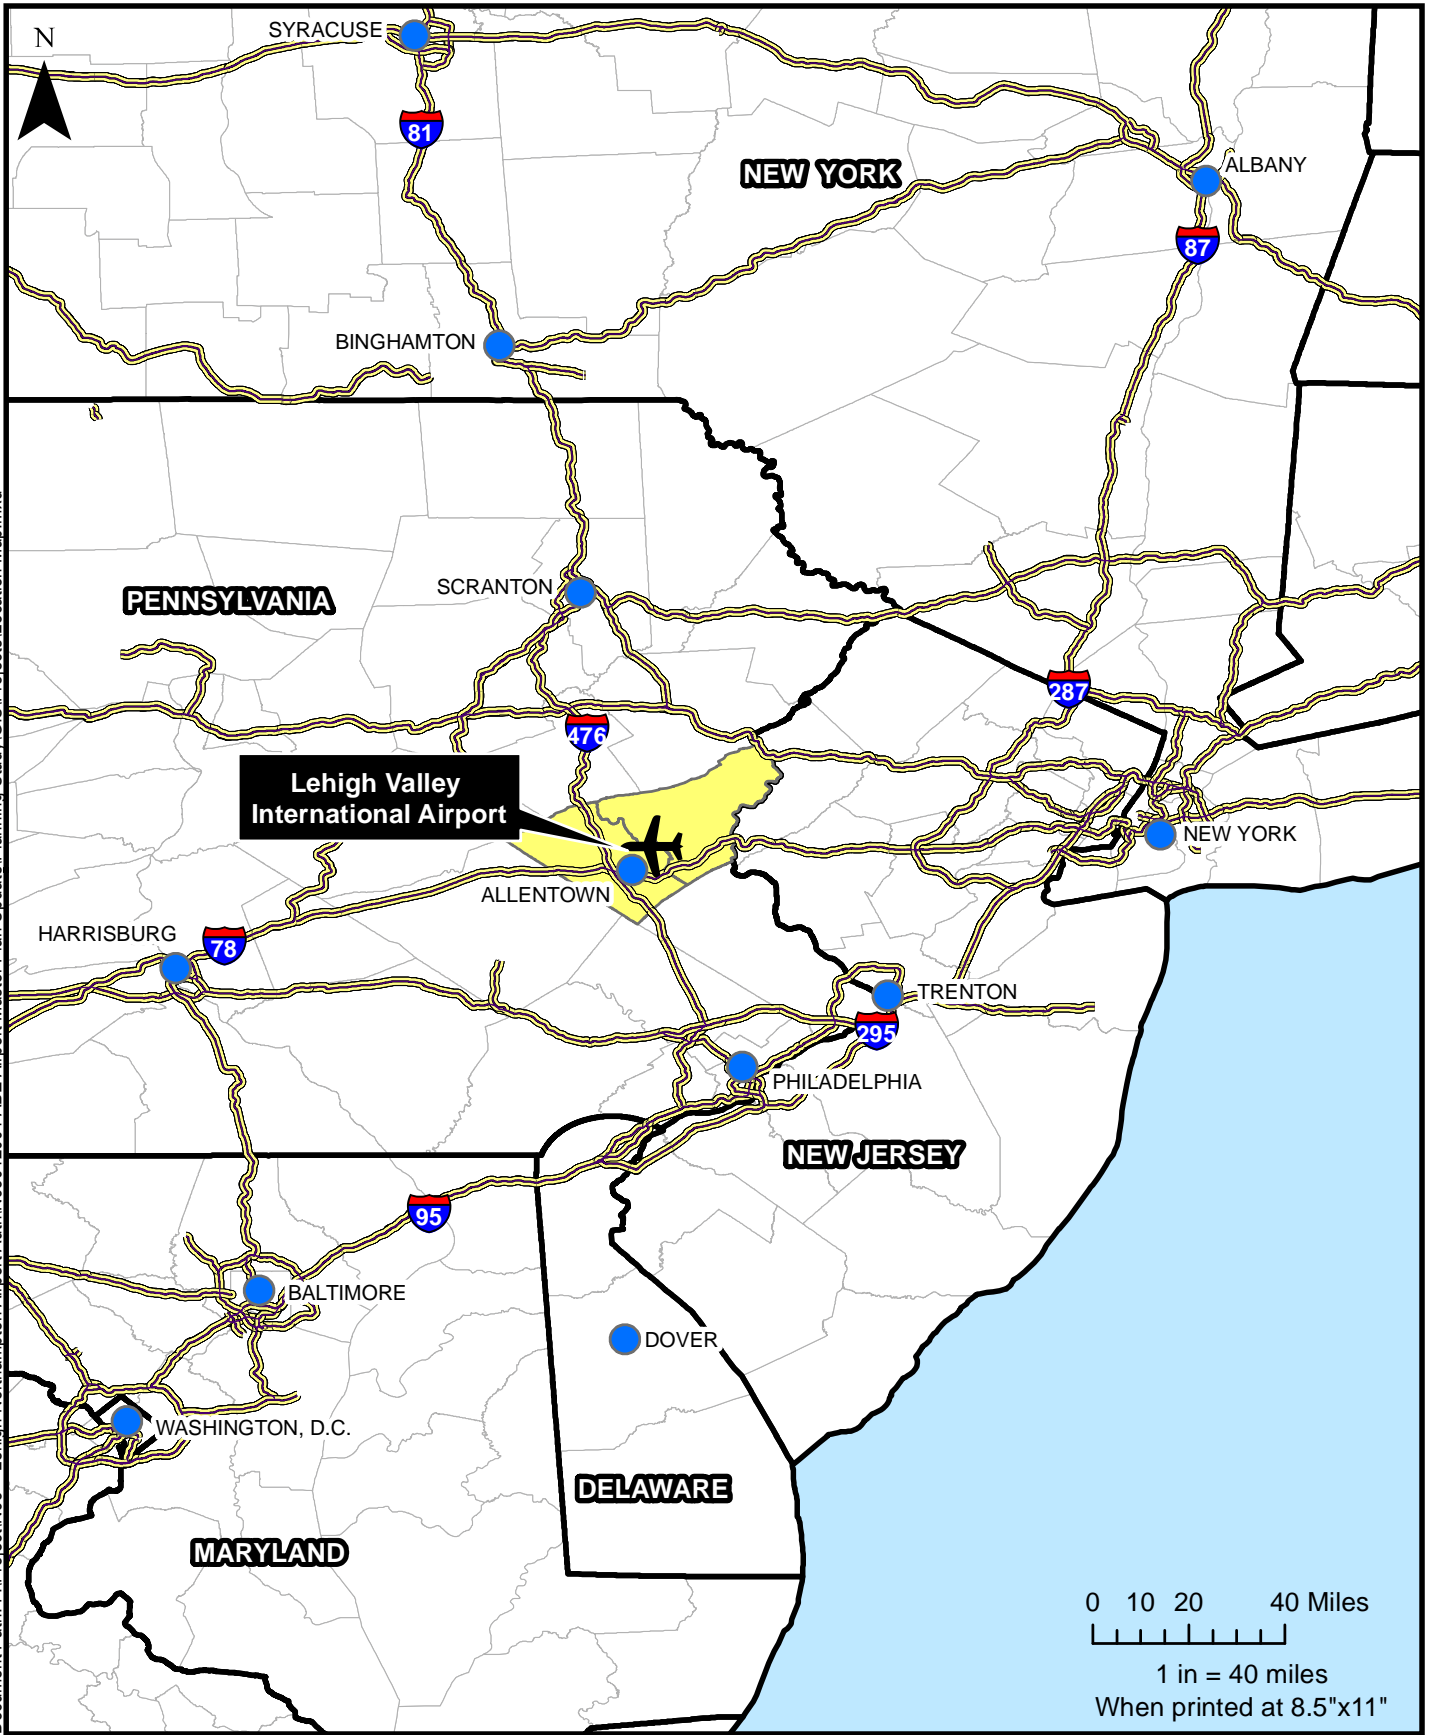 SYRACUSE
N
81
NEW YORK
ALBANY
87
BINGHAMTON
SCRANTON
PENNSYLVANIA
287
476
Lehigh Valley
International Airport
NEW YORK
ALLENTOWN
HARRISBURG
78
TRENTON
295
PHILADELPHIA
NEW JERSEY
95
BALTIMORE
DOVER
WASHINGTON, D.C.
DELAWARE
MARYLAND
0 10 20 40 Miles
1 in = 40 miles
When printed at 8.5"x11"